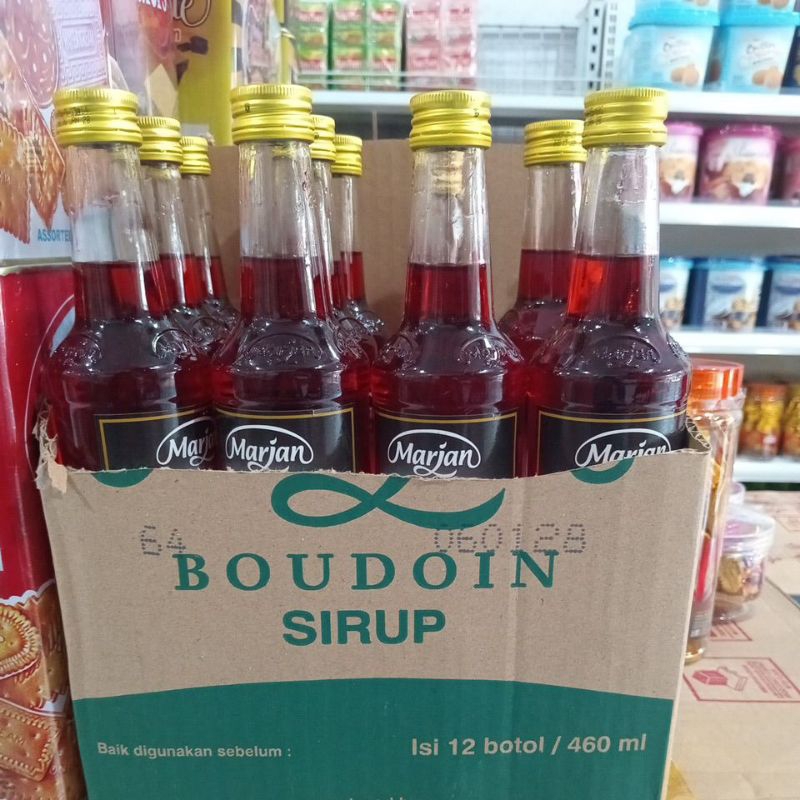 Marjan
Marjan
Marjan
Marjan
64
060128
BOUDOIN
SIRUP
Baik digunakan sebelum :
Isi 12 botol / 460 ml